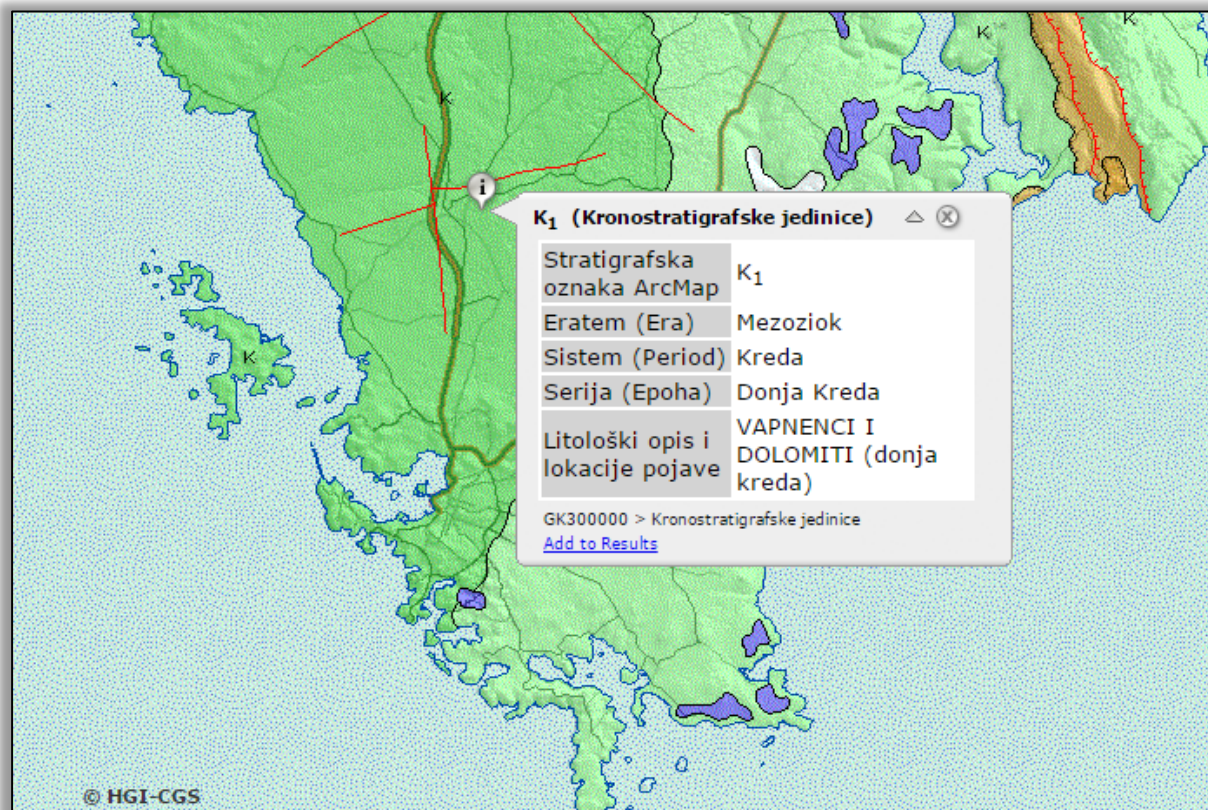 K
K
K
K
K₁ (Kronostratigrafske jedinice)
Stratigrafska
oznaka ArcMap
K₁
Eratem (Era)
Mezoziok
Sistem (Period)
Kreda
Serija (Epoha)
Donja Kreda
Litološki opis i
lokacije pojave
VAPNENCI I
DOLOMITI (donja
kreda)
GK300000 > Kronostratigrafske jedinice
Add to Results
© HGI-CGS